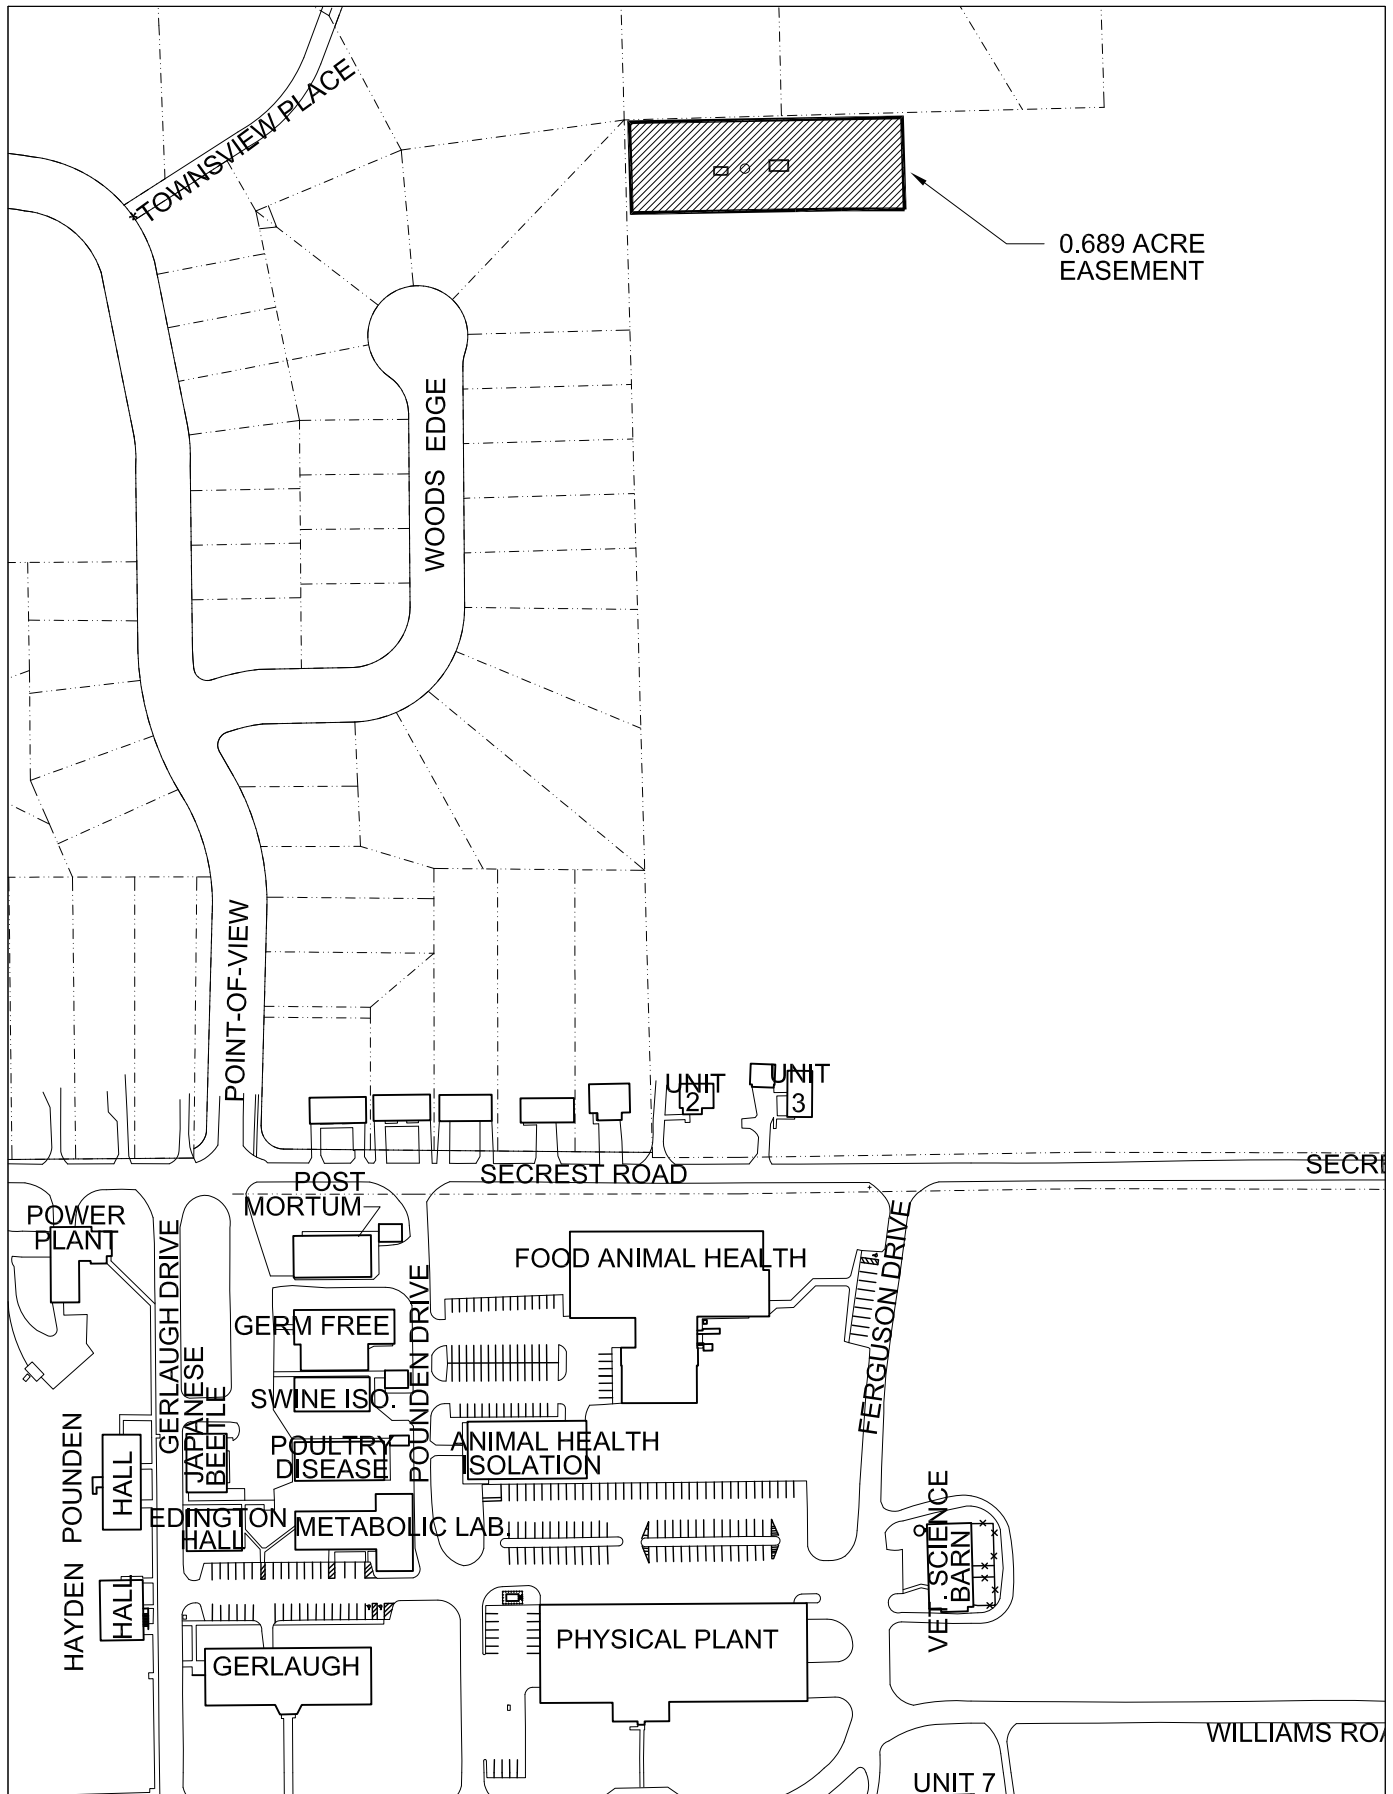 TOWNSVIEW PLACE
0.689 ACRE
EASEMENT
WOODS EDGE
POINT-OF-VIEW
UNIT
2
UNIT
3
SECREST ROAD
SECRE
POST
MORTUM
POWER
PLANT
GERLAUGH DRIVE
FOOD ANIMAL HEALTH
FERGUSON DRIVE
GERM FREE
POUNDEN DRIVE
JAPANESE
BEETLE
SWINE ISO.
POULTRY
DISEASE
ANIMAL HEALTH
ISOLATION
POUNDEN
HALL
EDINGTON
HALL
METABOLIC LAB.
VET. SCIENCE
BARN
HAYDEN
HALL
GERLAUGH
PHYSICAL PLANT
WILLIAMS ROA
UNIT 7